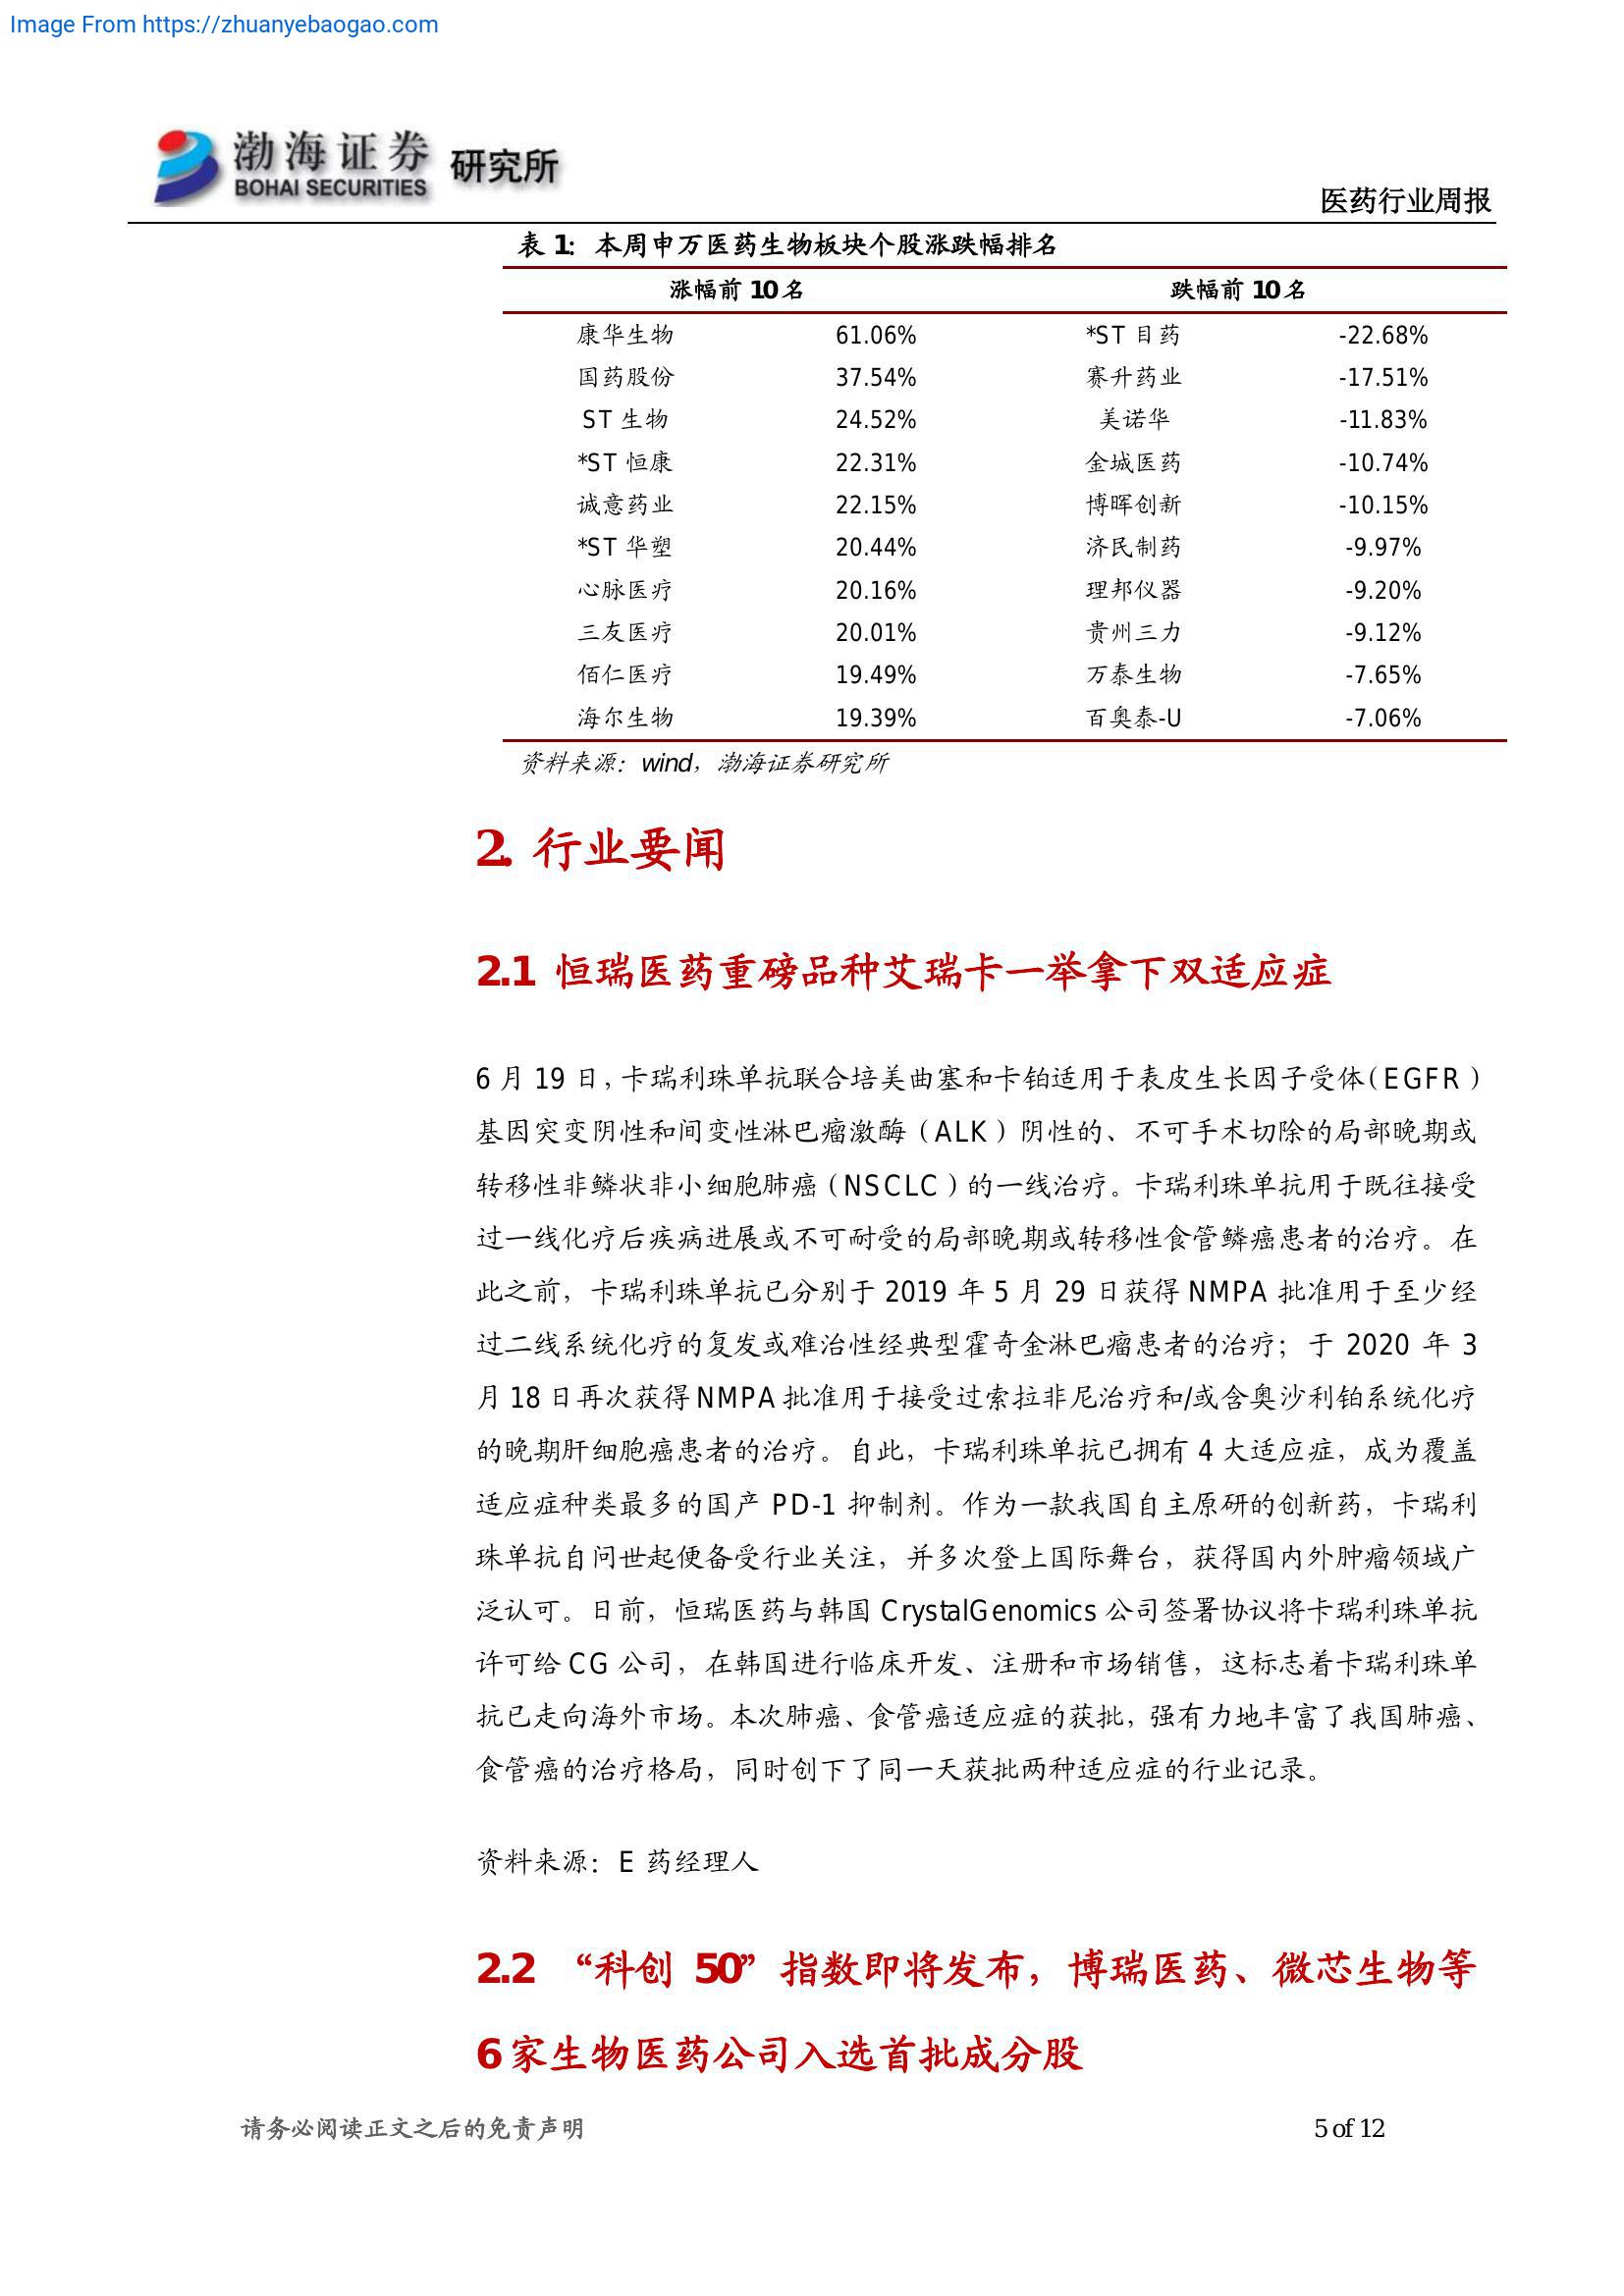 Image From https://zhuanyebaogao.com
渤海证券 研究所
BOHAI SECURITIES
医药行业周报
表 1: 本周申万医药生物板块个股涨跌幅排名
涨幅前 10 名 跌幅前 10 名
康华生物 61.06% *ST 目药 -22.68%
国药股份 37.54% 赛升药业 -17.51%
ST 生物 24.52% 美诺华 -11.83%
*ST 恒康 22.31% 金城医药 -10.74%
诚意药业 22.15% 博晖创新 -10.15%
*ST 华塑 20.44% 济民制药 -9.97%
心脉医疗 20.16% 理邦仪器 -9.20%
三友医疗 20.01% 贵州三力 -9.12%
佰仁医疗 19.49% 万泰生物 -7.65%
海尔生物 19.39% 百奥泰-U -7.06%
资料来源：wind，渤海证券研究所
2. 行业要闻
2.1 恒瑞医药重磅品种艾瑞卡一举拿下双适应症
6 月 19 日，卡瑞利珠单抗联合培美曲塞和卡铂适用于表皮生长因子受体（EGFR）
基因突变阴性和间变性淋巴瘤激酶（ALK）阴性的、不可手术切除的局部晚期或
转移性非鳞状非小细胞肺癌（NSCLC）的一线治疗。卡瑞利珠单抗用于既往接受
过一线化疗后疾病进展或不可耐受的局部晚期或转移性食管鳞癌患者的治疗。在
此之前，卡瑞利珠单抗已分别于 2019 年 5 月 29 日获得 NMPA 批准用于至少经
过二线系统化疗的复发或难治性经典型霍奇金淋巴瘤患者的治疗；于 2020 年 3
月 18 日再次获得 NMPA 批准用于接受过索拉非尼治疗和/或含奥沙利铂系统化疗
的晚期肝细胞癌患者的治疗。自此，卡瑞利珠单抗已拥有 4 大适应症，成为覆盖
适应症种类最多的国产 PD-1 抑制剂。作为一款我国自主原研的创新药，卡瑞利
珠单抗自问世起便备受行业关注，并多次登上国际舞台，获得国内外肿瘤领域广
泛认可。日前，恒瑞医药与韩国 CrystalGenomics 公司签署协议将卡瑞利珠单抗
许可给 CG 公司，在韩国进行临床开发、注册和市场销售，这标志着卡瑞利珠单
抗已走向海外市场。本次肺癌、食管癌适应症的获批，强有力地丰富了我国肺癌、
食管癌的治疗格局，同时创下了同一天获批两种适应症的行业记录。
资料来源：E 药经理人
2.2 “科创 50”指数即将发布，博瑞医药、微芯生物等
6 家生物医药公司入选首批成分股
请务必阅读正文之后的免责声明 5 of 12